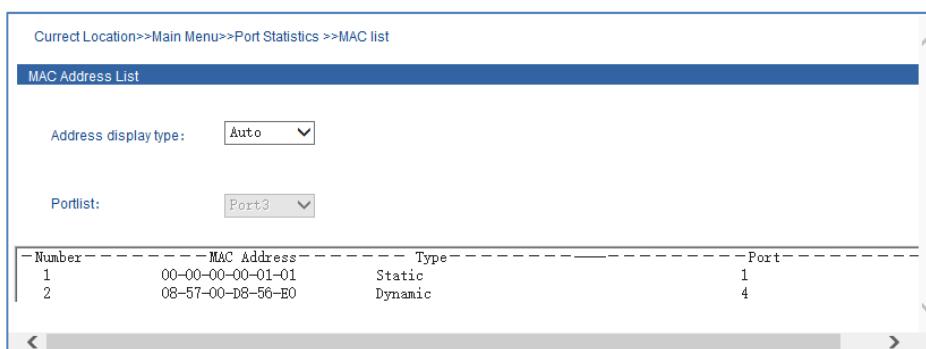 Currect Location>>Main Menu>>Port Statistics >>MAC list
MAC Address List
Address display type: Auto
Portlist: Port3
Number MAC Address Type Port
1 00-00-00-00-01-01 Static 1
2 08-57-00-D8-56-E0 Dynamic 4